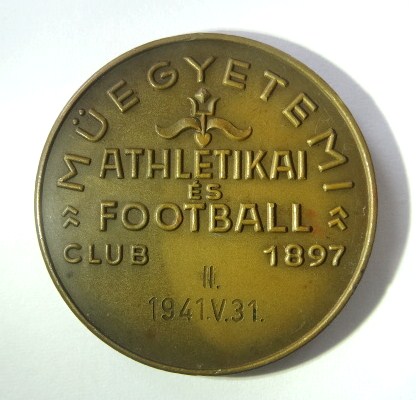 MŰEGYETEMI
ATHLETIKAI
ÉS
FOOTBALL
CLUB 1897
II.
1941.V.31.